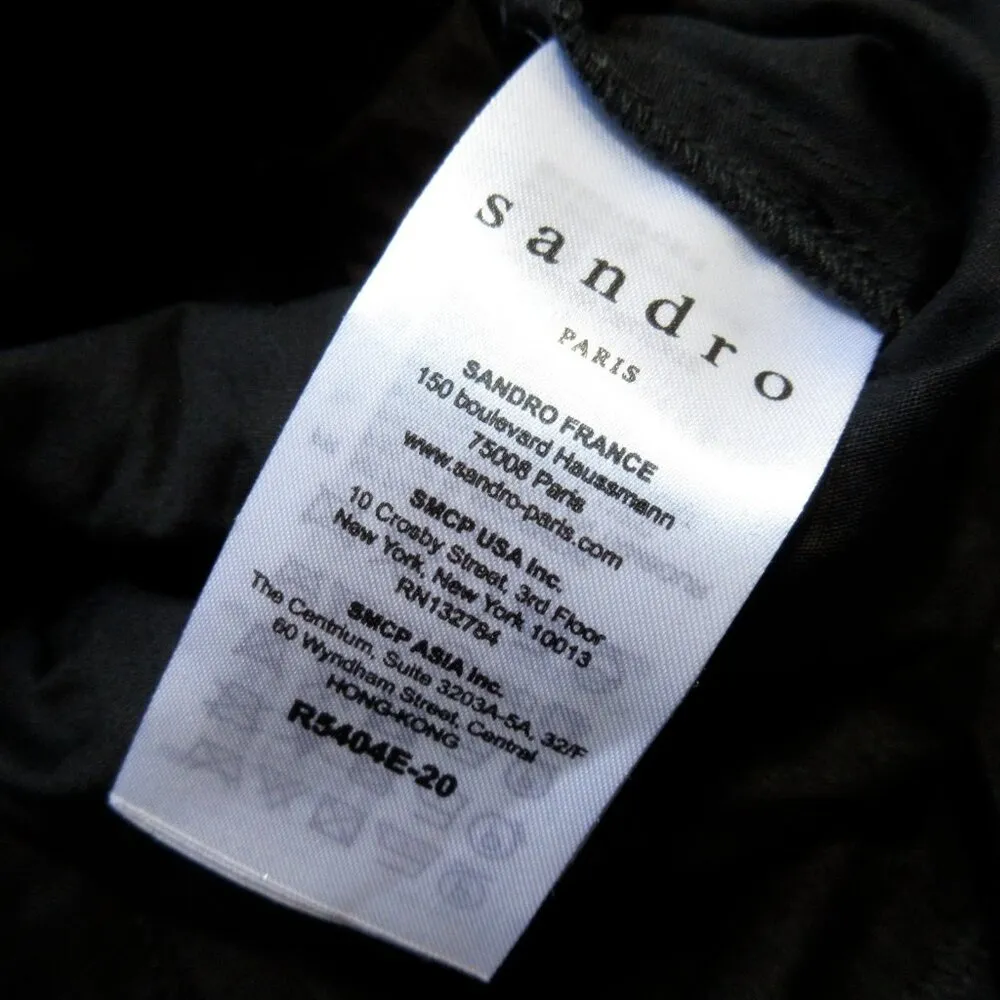 sandro
PARIS
SANDRO FRANCE
150 boulevard Haussmann
75008 Paris
www.sandro-paris.com
SMCP USA Inc.
10 Crosby Street, 3rd Floor
New York, New York 10013
RN132784
SMCP ASIA Inc.
The Centrium, Suite 3203A-5A, 32/F
60 Wyndham Street, Central
HONG-KONG
R5404E-20